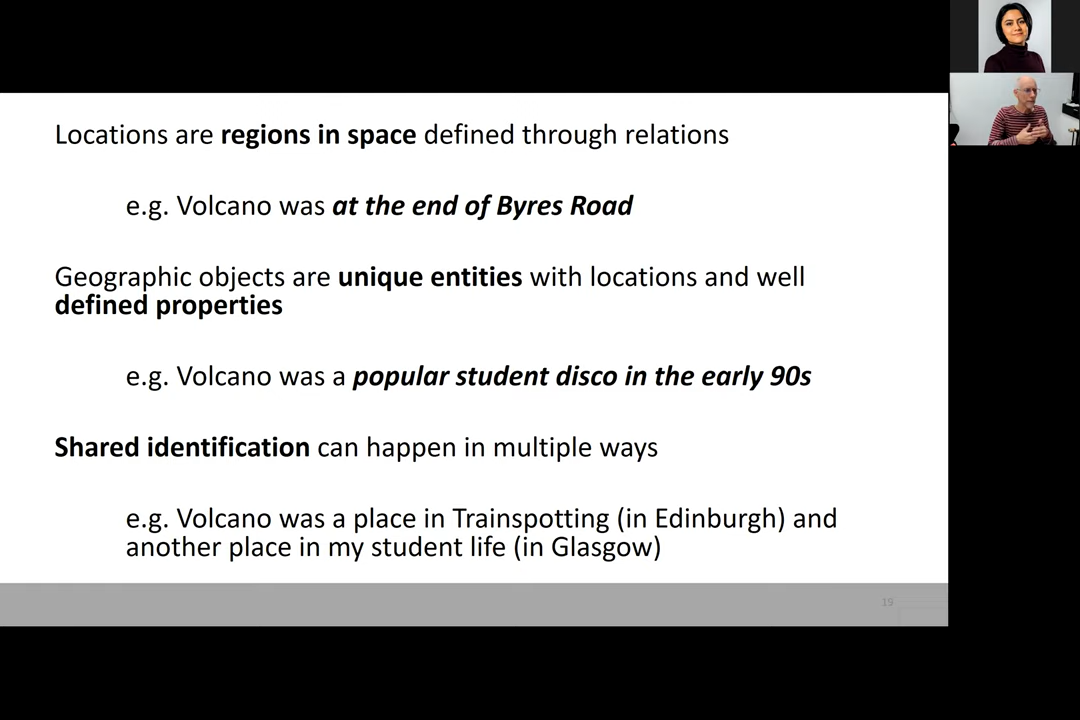 Locations are regions in space defined through relations
e.g. Volcano was at the end of Byres Road
Geographic objects are unique entities with locations and well
defined properties
e.g. Volcano was a popular student disco in the early 90s
Shared identification can happen in multiple ways
e.g. Volcano was a place in Trainspotting (in Edinburgh) and
another place in my student life (in Glasgow)
19